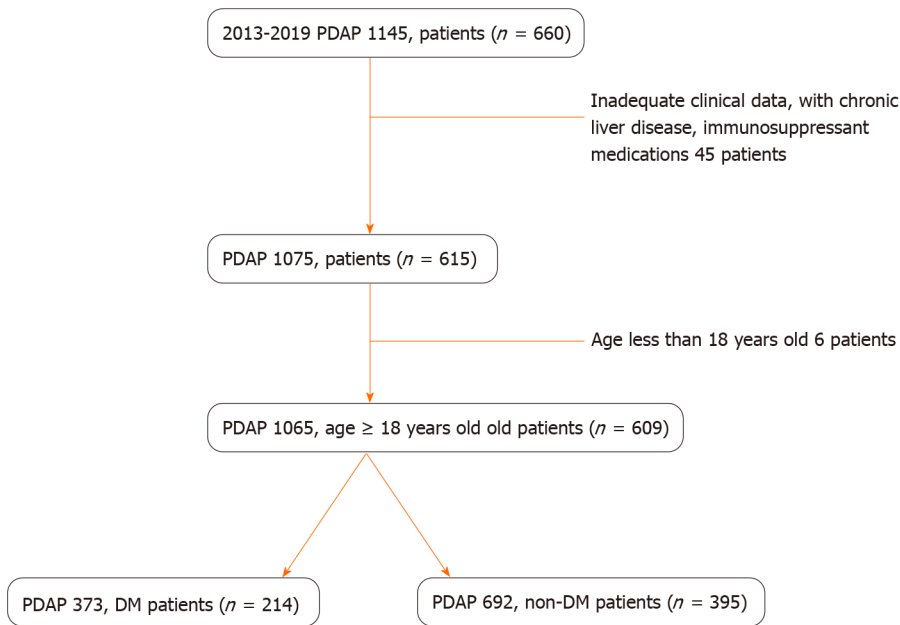 2013-2019 PDAP 1145, patients (n = 660)
Inadequate clinical data, with chronic
liver disease, immunosuppressant
medications 45 patients
PDAP 1075, patients (n = 615)
Age less than 18 years old 6 patients
PDAP 1065, age ≥ 18 years old old patients (n = 609)
PDAP 373, DM patients (n = 214)
PDAP 692, non-DM patients (n = 395)